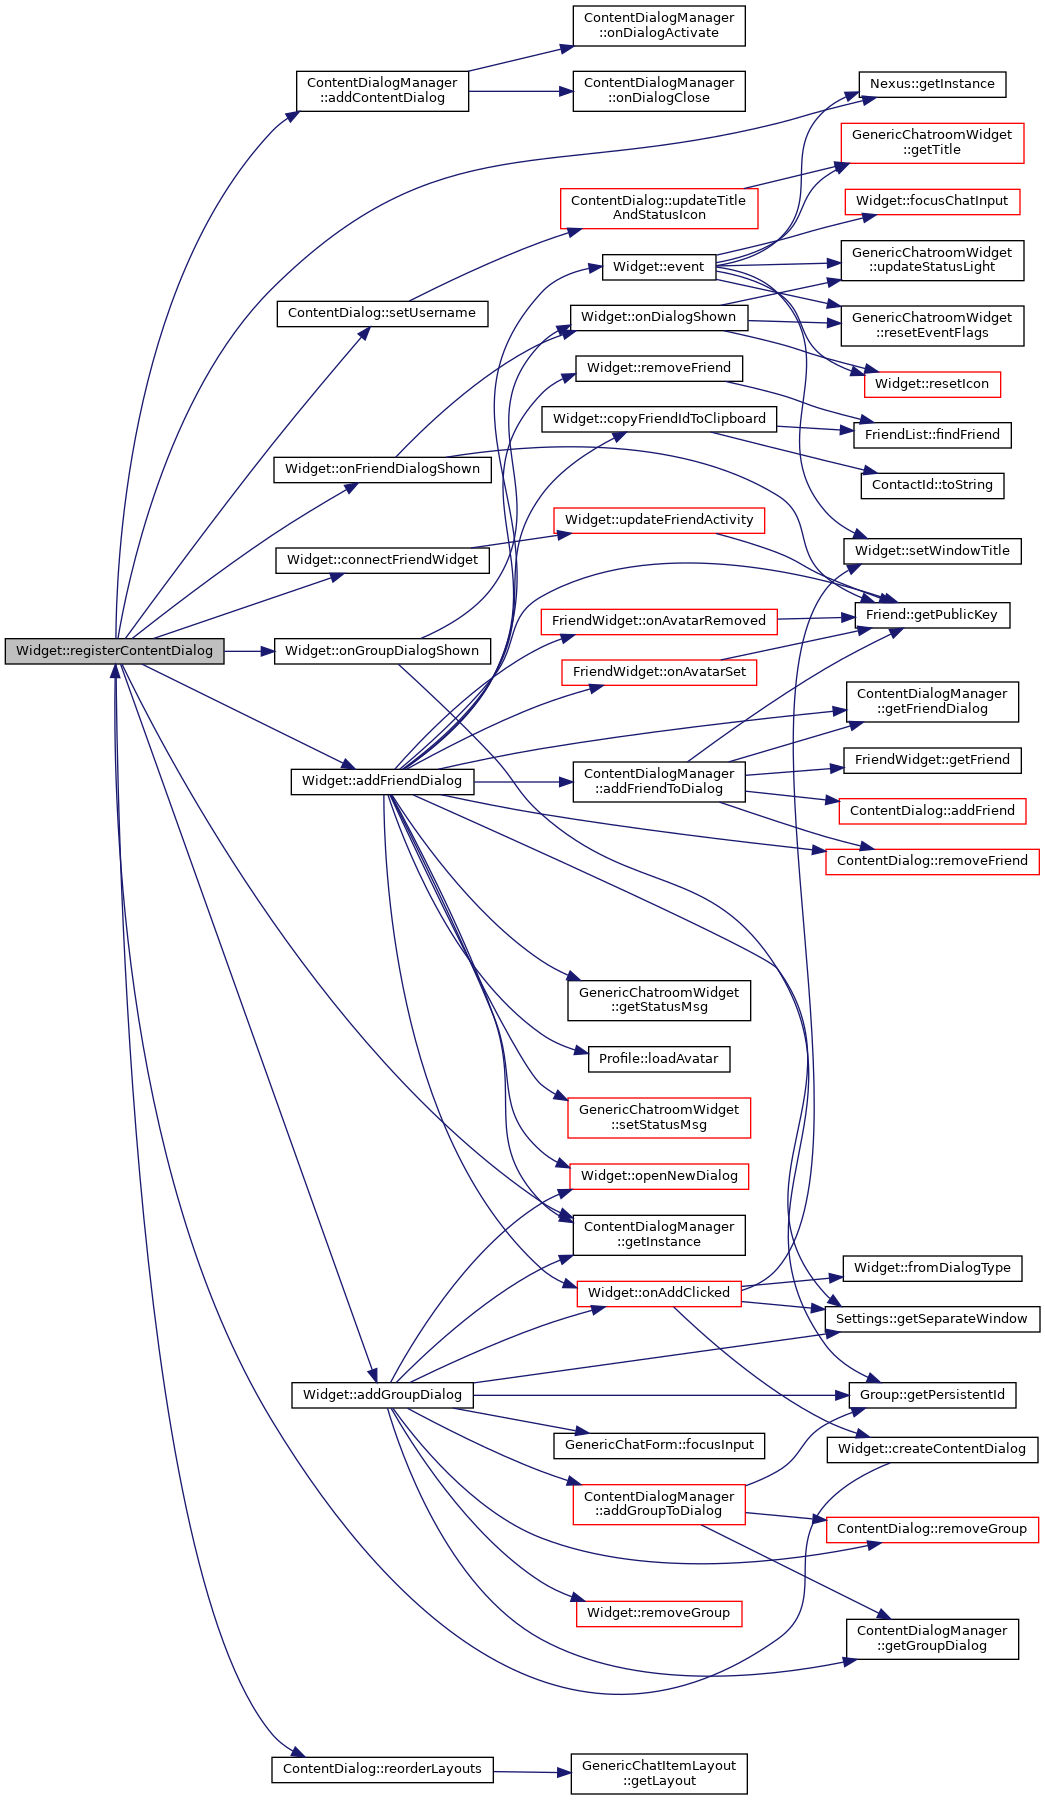 ContentDialogManager
::onDialogActivate
ContentDialogManager
::addContentDialog
ContentDialogManager
::onDialogClose
Nexus::getInstance
GenericChatroomWidget
::getTitle
ContentDialog::updateTitle
AndStatusIcon
Widget::focusChatInput
GenericChatroomWidget
::updateStatusLight
Widget::event
ContentDialog::setUsername
Widget::onDialogShown
GenericChatroomWidget
::resetEventFlags
Widget::removeFriend
Widget::resetIcon
Widget::copyFriendIdToClipboard
FriendList::findFriend
Widget::onFriendDialogShown
ContactId::toString
Widget::updateFriendActivity
Widget::connectFriendWidget
Widget::setWindowTitle
FriendWidget::onAvatarRemoved
Friend::getPublicKey
Widget::registerContentDialog
Widget::onGroupDialogShown
FriendWidget::onAvatarSet
ContentDialogManager
::getFriendDialog
Widget::addFriendDialog
ContentDialogManager
::addFriendToDialog
FriendWidget::getFriend
ContentDialog::addFriend
ContentDialog::removeFriend
GenericChatroomWidget
::getStatusMsg
Profile::loadAvatar
GenericChatroomWidget
::setStatusMsg
Widget::openNewDialog
ContentDialogManager
::getInstance
Widget::fromDialogType
Widget::onAddClicked
Settings::getSeparateWindow
Widget::addGroupDialog
Group::getPersistentId
GenericChatForm::focusInput
Widget::createContentDialog
ContentDialogManager
::addGroupToDialog
ContentDialog::removeGroup
Widget::removeGroup
ContentDialogManager
::getGroupDialog
ContentDialog::reorderLayouts
GenericChatItemLayout
::getLayout